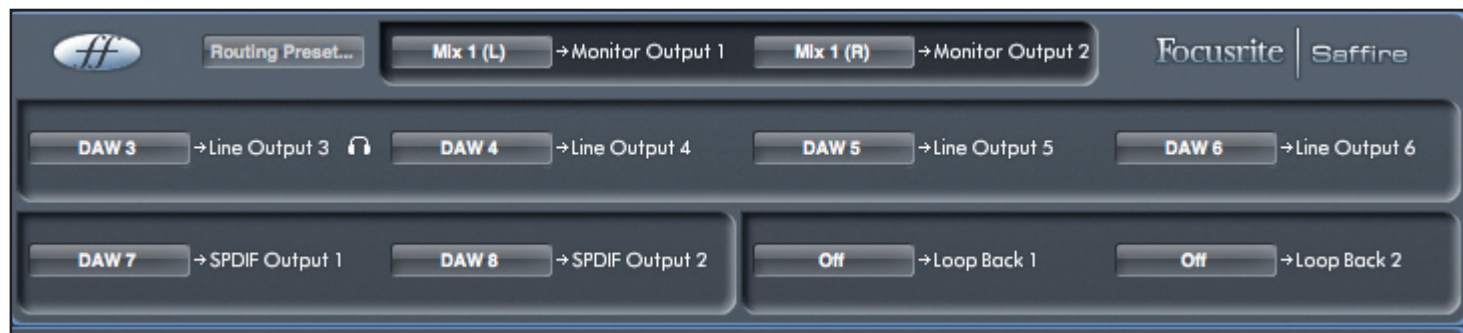 ff Routing Preset... Mix 1 (L) →Monitor Output 1 Mix 1 (R) →Monitor Output 2 Focusrite | Saffire
DAW 3 →Line Output 3 DAW 4 →Line Output 4 DAW 5 →Line Output 5 DAW 6 →Line Output 6
DAW 7 →SPDIF Output 1 DAW 8 →SPDIF Output 2 Off →Loop Back 1 Off →Loop Back 2